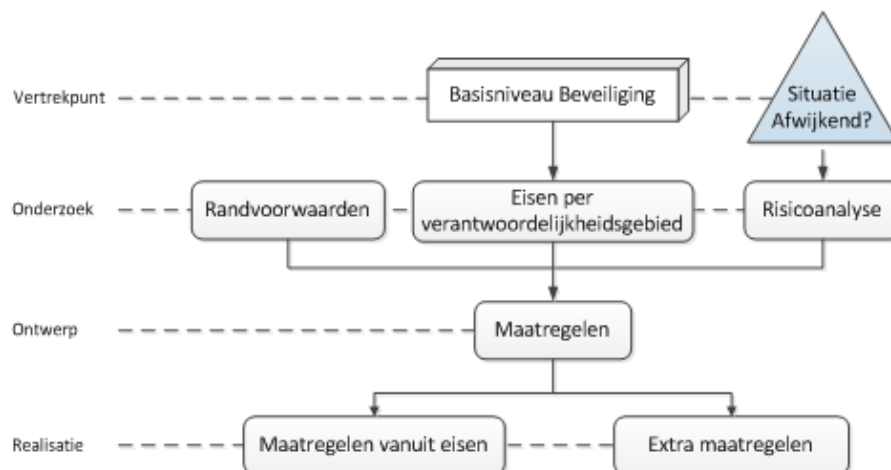 Vertrekpunt
Basisniveau Beveiliging
Situatie
Afwijkend?
Onderzoek
Randvoorwaarden
Eisen per
verantwoordelijkheidsgebied
Risicoanalyse
Ontwerp
Maatregelen
Realisatie
Maatregelen vanuit eisen
Extra maatregelen